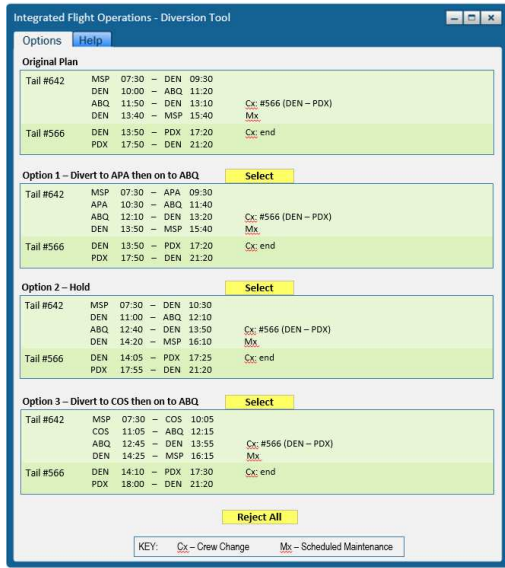 Integrated Flight Operations - Diversion Tool
Options Help
Original Plan
Tail #642 MSP 07:30 – DEN 09:30
DEN 10:00 – ABQ 11:20
ABQ 11:50 – DEN 13:10 Cx: #566 (DEN – PDX)
DEN 13:40 – MSP 15:40 Mx
Tail #566 DEN 13:50 – PDX 17:20 Cx: end
PDX 17:50 – DEN 21:20
Option 1 – Divert to APA then on to ABQ Select
Tail #642 MSP 07:30 – APA 09:30
APA 10:30 – ABQ 11:40
ABQ 12:10 – DEN 13:20 Cx: #566 (DEN – PDX)
DEN 13:50 – MSP 15:40 Mx
Tail #566 DEN 13:50 – PDX 17:20 Cx: end
PDX 17:50 – DEN 21:20
Option 2 – Hold Select
Tail #642 MSP 07:30 – DEN 10:30
DEN 11:00 – ABQ 12:10
ABQ 12:40 – DEN 13:50 Cx: #566 (DEN – PDX)
DEN 14:20 – MSP 16:10 Mx
Tail #566 DEN 14:05 – PDX 17:25 Cx: end
PDX 17:55 – DEN 21:20
Option 3 – Divert to COS then on to ABQ Select
Tail #642 MSP 07:30 – COS 10:05
COS 11:05 – ABQ 12:15
ABQ 12:45 – DEN 13:55 Cx: #566 (DEN – PDX)
DEN 14:25 – MSP 16:15 Mx
Tail #566 DEN 14:10 – PDX 17:30 Cx: end
PDX 18:00 – DEN 21:20
Reject All
KEY: Cx – Crew Change Mx – Scheduled Maintenance